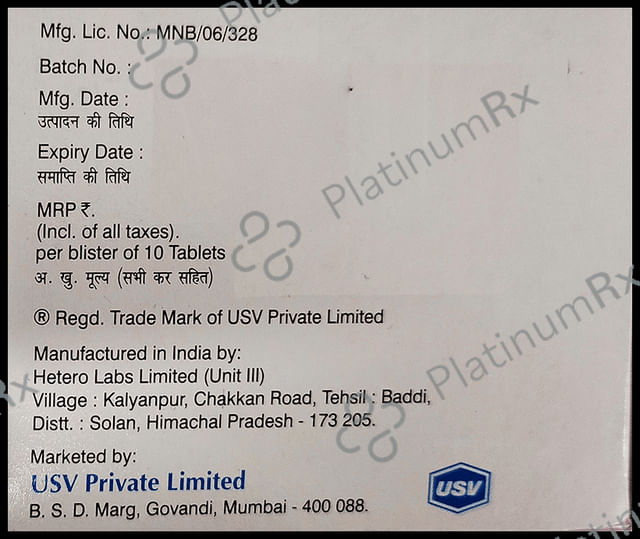 Mfg. Lic. No.: MNB/06/328
Batch No. :
Mfg. Date :
उत्पादन की तिथि
Expiry Date :
समाप्ति की तिथि
MRP ₹.
(Incl. of all taxes).
per blister of 10 Tablets
अ. खु. मूल्य (सभी कर सहित)
® Regd. Trade Mark of USV Private Limited
Manufactured in India by:
Hetero Labs Limited (Unit III)
Village : Kalyanpur, Chakkan Road, Tehsil : Baddi,
Distt. : Solan, Himachal Pradesh - 173 205.
Marketed by:
USV Private Limited
B. S. D. Marg, Govandi, Mumbai - 400 088.
USV
PlatinumRx
PlatinumRx